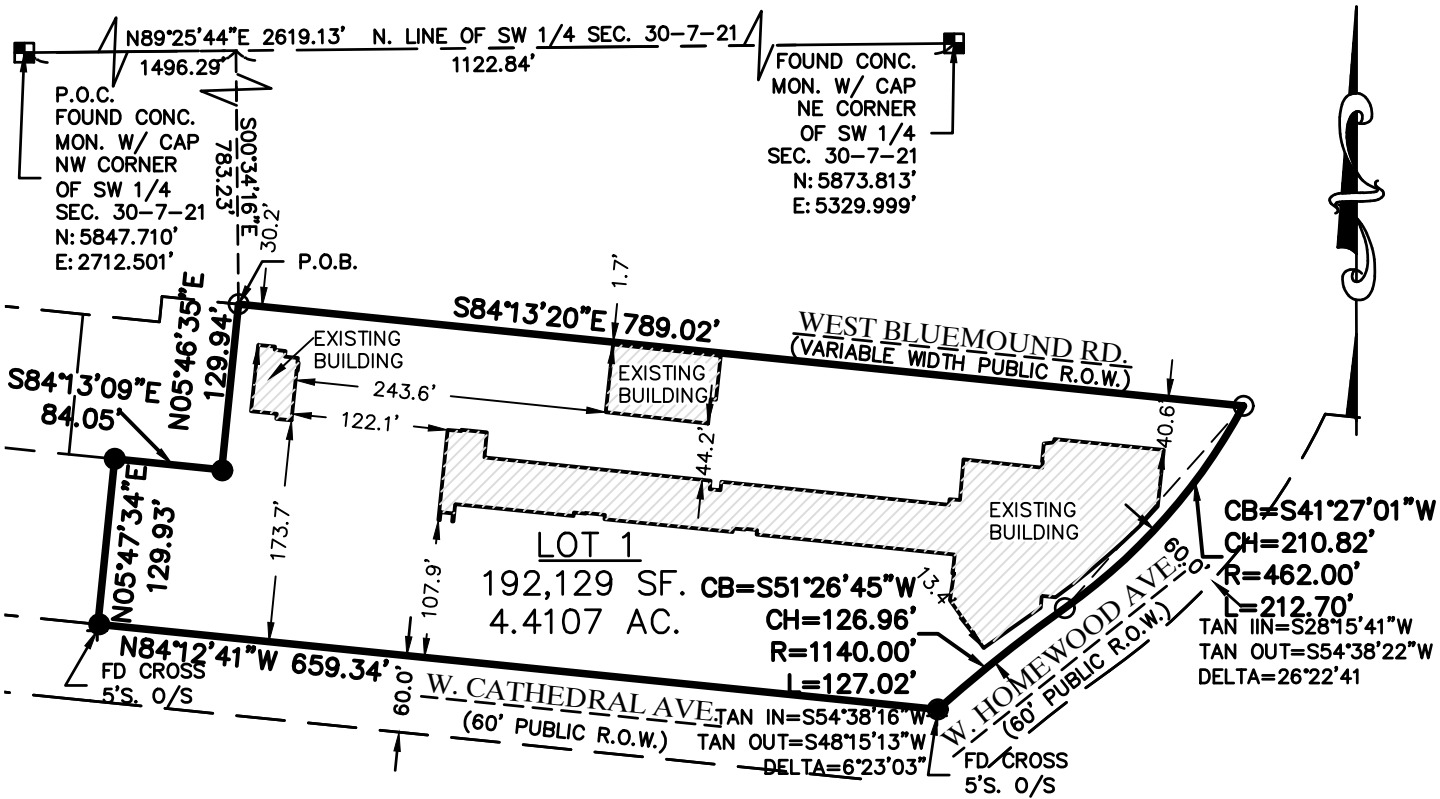 N89°25'44"E 2619.13' N. LINE OF SW 1/4 SEC. 30-7-21
1496.29'
1122.84'
P.O.C.
FOUND CONC.
MON. W/ CAP
NW CORNER
OF SW 1/4
SEC. 30-7-21
N: 5847.710'
E: 2712.501'
S00°34'16"E
783.23'
FOUND CONC.
MON. W/ CAP
NE CORNER
OF SW 1/4
SEC. 30-7-21
N: 5873.813'
E: 5329.999'
30.2'
P.O.B.
1.7'
S84°13'20"E 789.02'
WEST BLUEMOUND RD.
(VARIABLE WIDTH PUBLIC R.O.W.)
N05°46'35"E
129.94'
EXISTING
BUILDING
EXISTING
BUILDING
S84°13'09"E
84.05'
243.6'
122.1'
40.6'
44.2'
N05°47'34"E
129.93'
173.7'
107.9'
EXISTING
BUILDING
LOT 1
192,129 SF.
4.4107 AC.
13.4'
CB=S51°26'45"W
CH=126.96'
R=1140.00'
L=127.02'
TAN IN=S54°38'16"W
TAN OUT=S48°15'13"W
DELTA=6°23'03"
CB=S41°27'01"W
CH=210.82'
R=462.00'
L=212.70'
TAN IIN=S28°15'41"W
TAN OUT=S54°38'22"W
DELTA=26°22'41
60.0'
W. HOMEWOOD AVE.
(60' PUBLIC R.O.W.)
N84°12'41"W 659.34'
FD CROSS
5'S. O/S
60.0'
W. CATHEDRAL AVE.
(60' PUBLIC R.O.W.)
FD CROSS
5'S. O/S